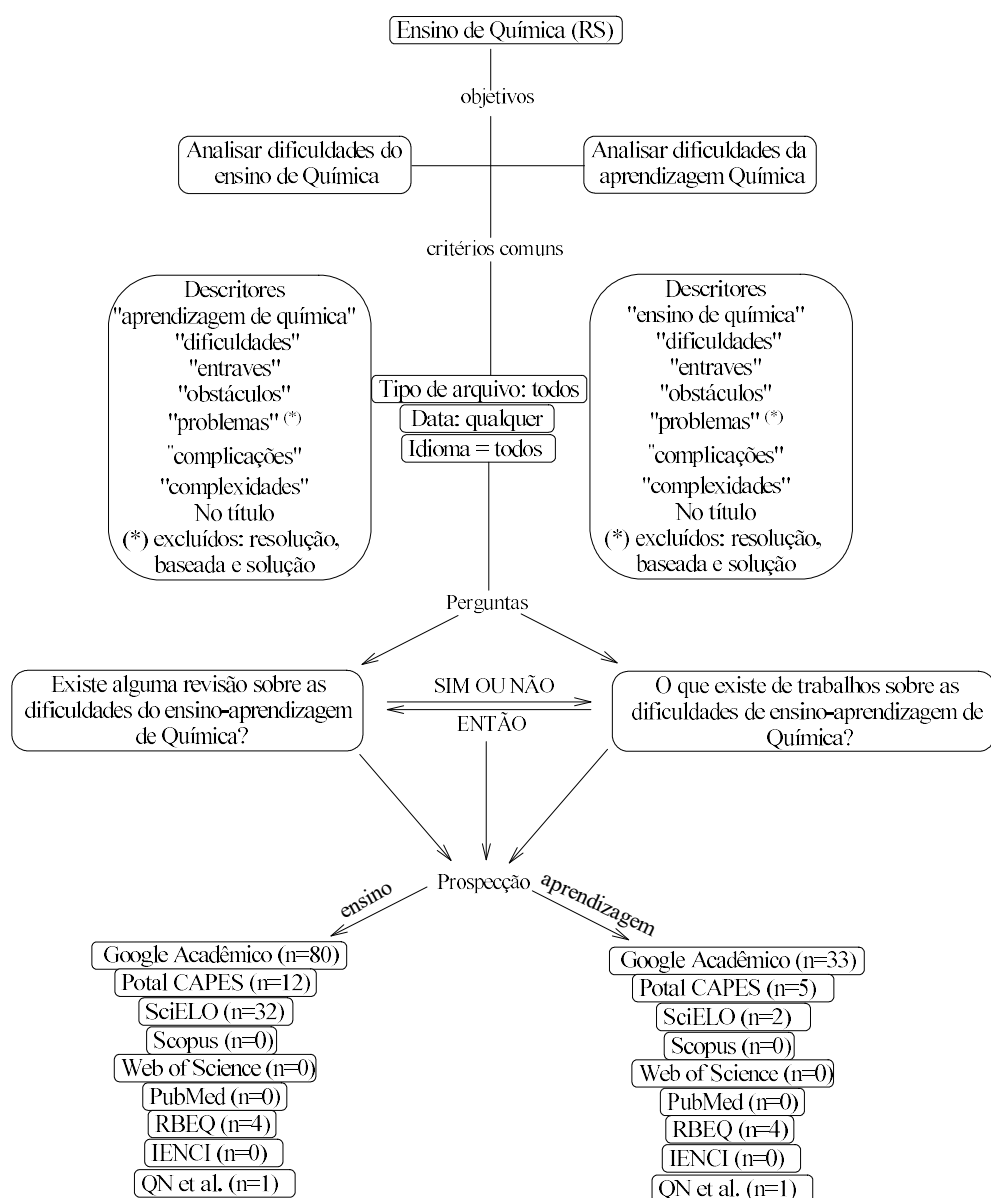 Ensino de Química (RS)
objetivos
Analisar dificuldades do
ensino de Química
Analisar dificuldades da
aprendizagem Química
critérios comuns
Descritores
"aprendizagem de química"
"dificuldades"
"entraves"
"obstáculos"
"problemas" (*)
"complicações"
"complexidades"
No título
(*) excluídos: resolução,
baseada e solução
Tipo de arquivo: todos
Data: qualquer
Idioma = todos
Descritores
"ensino de química"
"dificuldades"
"entraves"
"obstáculos"
"problemas" (*)
"complicações"
"complexidades"
No título
(*) excluídos: resolução,
baseada e solução
Perguntas
Existe alguma revisão sobre as
dificuldades do ensino-aprendizagem
de Química?
SIM OU NÃO
ENTÃO
O que existe de trabalhos sobre as
dificuldades de ensino-aprendizagem de
Química?
Prospecção
ensino
aprendizagem
Google Acadêmico (n=80)
Potal CAPES (n=12)
SciELO (n=32)
Scopus (n=0)
Web of Science (n=0)
PubMed (n=0)
RBEQ (n=4)
IENCI (n=0)
QN et al. (n=1)
Google Acadêmico (n=33)
Potal CAPES (n=5)
SciELO (n=2)
Scopus (n=0)
Web of Science (n=0)
PubMed (n=0)
RBEQ (n=4)
IENCI (n=0)
QN et al. (n=1)